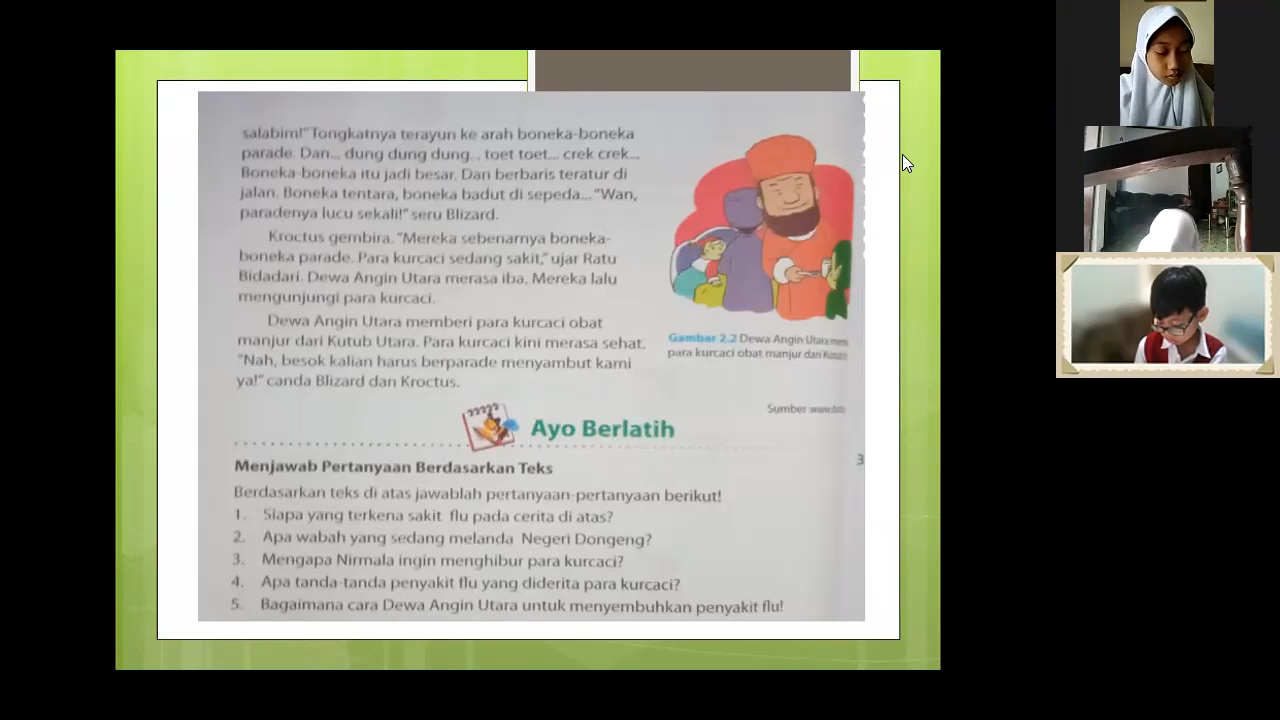 salabim!" Tongkatnya terayun ke arah boneka-boneka
parade. Dan... dung dung dung. . toet toet... crek crek...
Boneka-boneka itu jadi besar. Dan berbaris teratur di
jalan. Boneka tentara, boneka badut di sepeda... "Wan,
paradenya lucu sekali!" seru Blizard.
Kroctus gembira. "Mereka sebenarnya boneka-
boneka parade. Para kurcaci sedang sakit," ujar Ratu
Bidadari. Dewa Angin Utara merasa iba. Mereka lalu
mengunjungi para kurcaci.
Dewa Angin Utara memberi para kurcaci obat
manjur dari Kutub Utara. Para kurcaci kini merasa sehat.
"Nah, besok kalian harus berparade menyambut kami
ya!" canda Blizard dan Kroctus.
Gambar 2.2 Dewa Angin Utara
para kurcaci obat manjur dari
Sumber
Ayo Berlatih
3
Menjawab Pertanyaan Berdasarkan Teks
Berdasarkan teks di atas jawablah pertanyaan-pertanyaan berikut!
1. Siapa yang terkena sakit flu pada cerita di atas?
2. Apa wabah yang sedang melanda Negeri Dongeng?
3. Mengapa Nirmala ingin menghibur para kurcaci?
4. Apa tanda-tanda penyakit flu yang diderita para kurcaci?
5. Bagaimana cara Dewa Angin Utara untuk menyembuhkan penyakit flu!